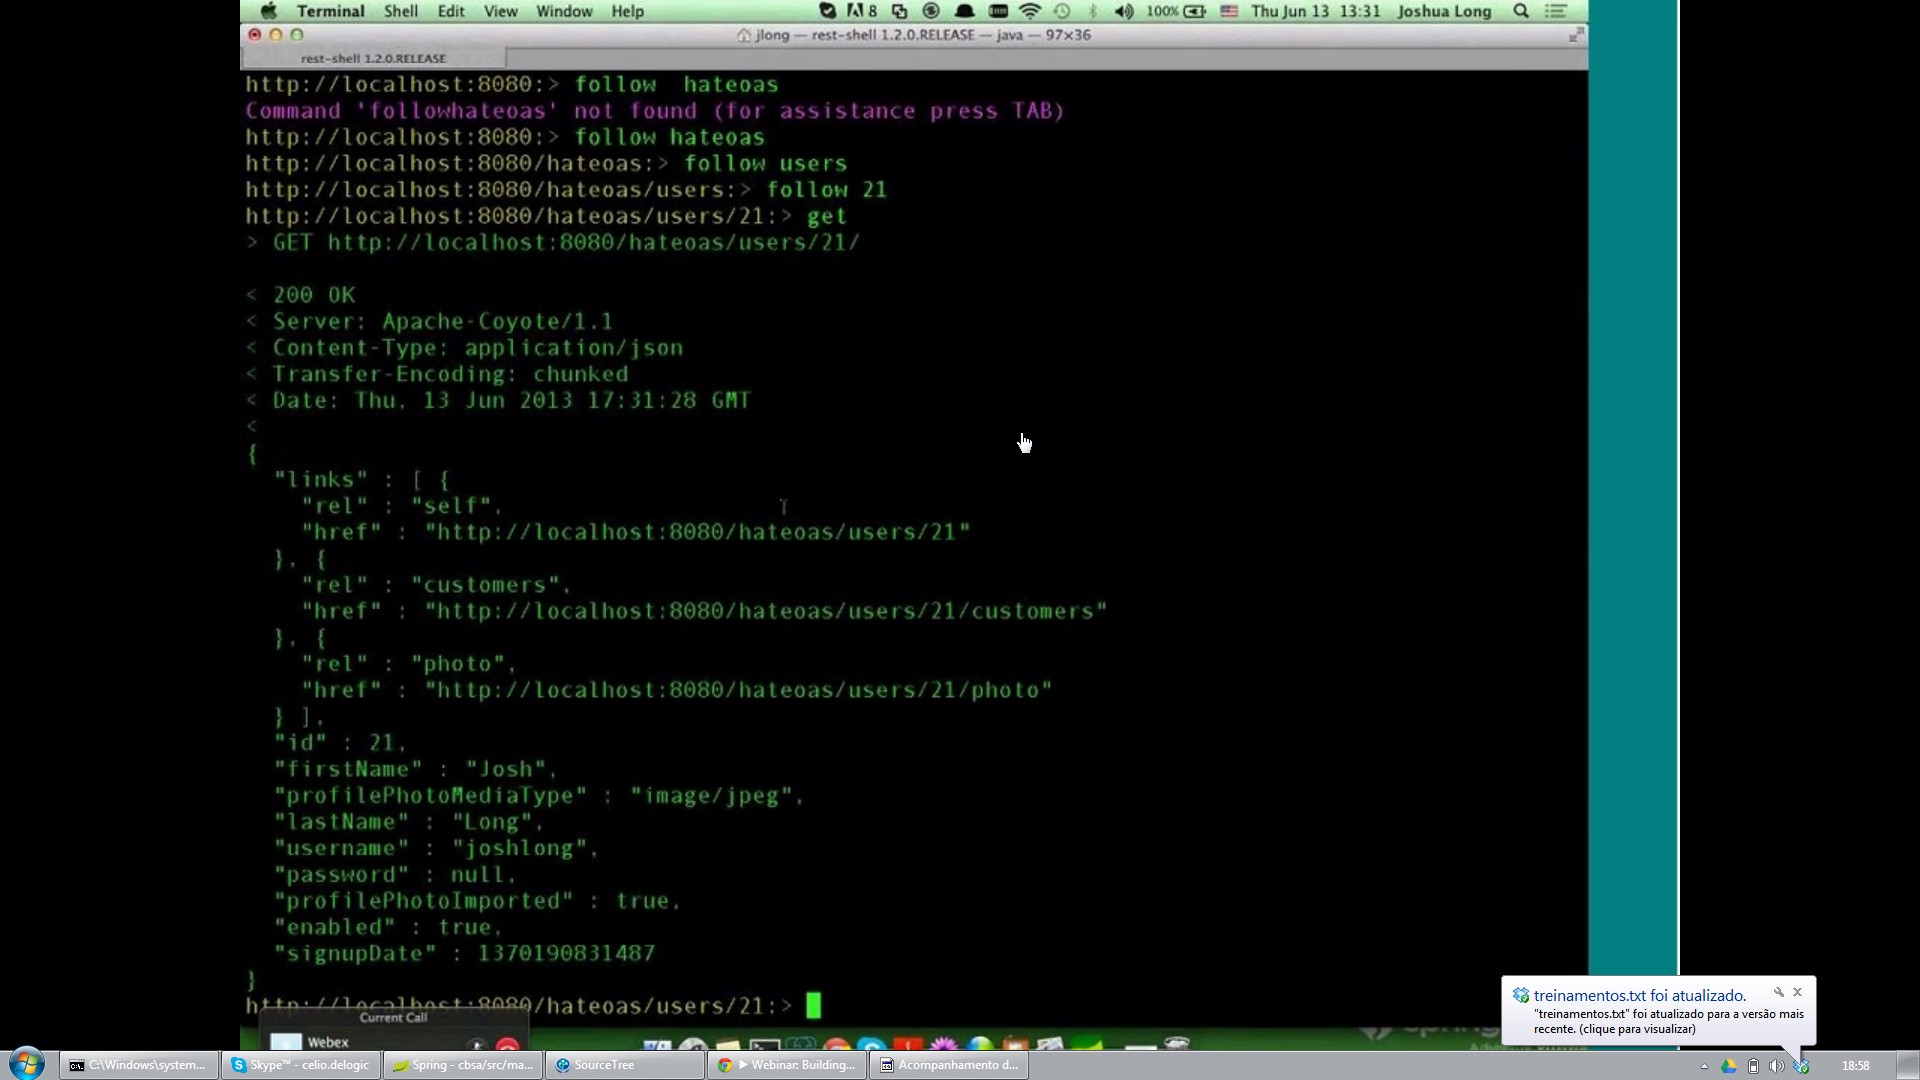 Terminal Shell Edit View Window Help 8 100% Thu Jun 13 13:31 Joshua Long
jlong — rest-shell 1.2.0.RELEASE — java — 97×36
rest-shell 1.2.0.RELEASE
http://localhost:8080:> follow  hateoas
Command 'followhateoas' not found (for assistance press TAB)
http://localhost:8080:> follow hateoas
http://localhost:8080/hateoas:> follow users
http://localhost:8080/hateoas/users:> follow 21
http://localhost:8080/hateoas/users/21:> get
> GET http://localhost:8080/hateoas/users/21/
< 200 OK
< Server: Apache-Coyote/1.1
< Content-Type: application/json
< Transfer-Encoding: chunked
< Date: Thu, 13 Jun 2013 17:31:28 GMT
<
{
"links" : [ {
"rel" : "self",
"href" : "http://localhost:8080/hateoas/users/21"
}, {
"rel" : "customers",
"href" : "http://localhost:8080/hateoas/users/21/customers"
}, {
"rel" : "photo",
"href" : "http://localhost:8080/hateoas/users/21/photo"
} ],
"id" : 21,
"firstName" : "Josh",
"profilePhotoMediaType" : "image/jpeg",
"lastName" : "Long",
"username" : "joshlong",
"password" : null,
"profilePhotoImported" : true,
"enabled" : true,
"signupDate" : 1370190831487
}
http://localhost:8080/hateoas/users/21:>
Current Call
Webex
treinamentos.txt foi atualizado.
"treinamentos.txt" foi atualizado para a versão mais
recente. (clique para visualizar)
C:\Windows\system... Skype™ - celio.delogic Spring - cbsa/src/ma... SourceTree Webinar: Building... Acompanhamento d... 18:58